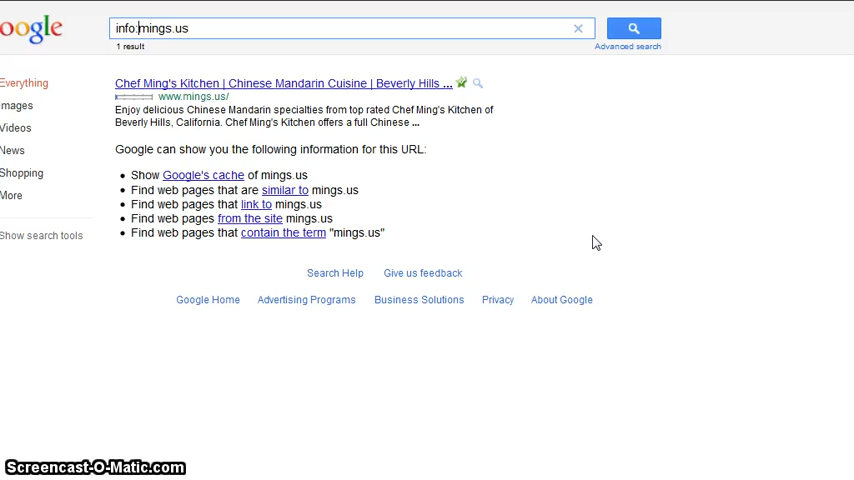 oogle
info:mings.us
1 result
Advanced search
Everything
mages
Videos
News
Shopping
More
Show search tools
Chef Ming's Kitchen | Chinese Mandarin Cuisine | Beverly Hills ...
www.mings.us/
Enjoy delicious Chinese Mandarin specialties from top rated Chef Ming's Kitchen of
Beverly Hills, California. Chef Ming's Kitchen offers a full Chinese ...
Google can show you the following information for this URL:
• Show Google's cache of mings.us
• Find web pages that are similar to mings.us
• Find web pages that link to mings.us
• Find web pages from the site mings.us
• Find web pages that contain the term "mings.us"
Search Help Give us feedback
Google Home Advertising Programs Business Solutions Privacy About Google
Screencast-O-Matic.com